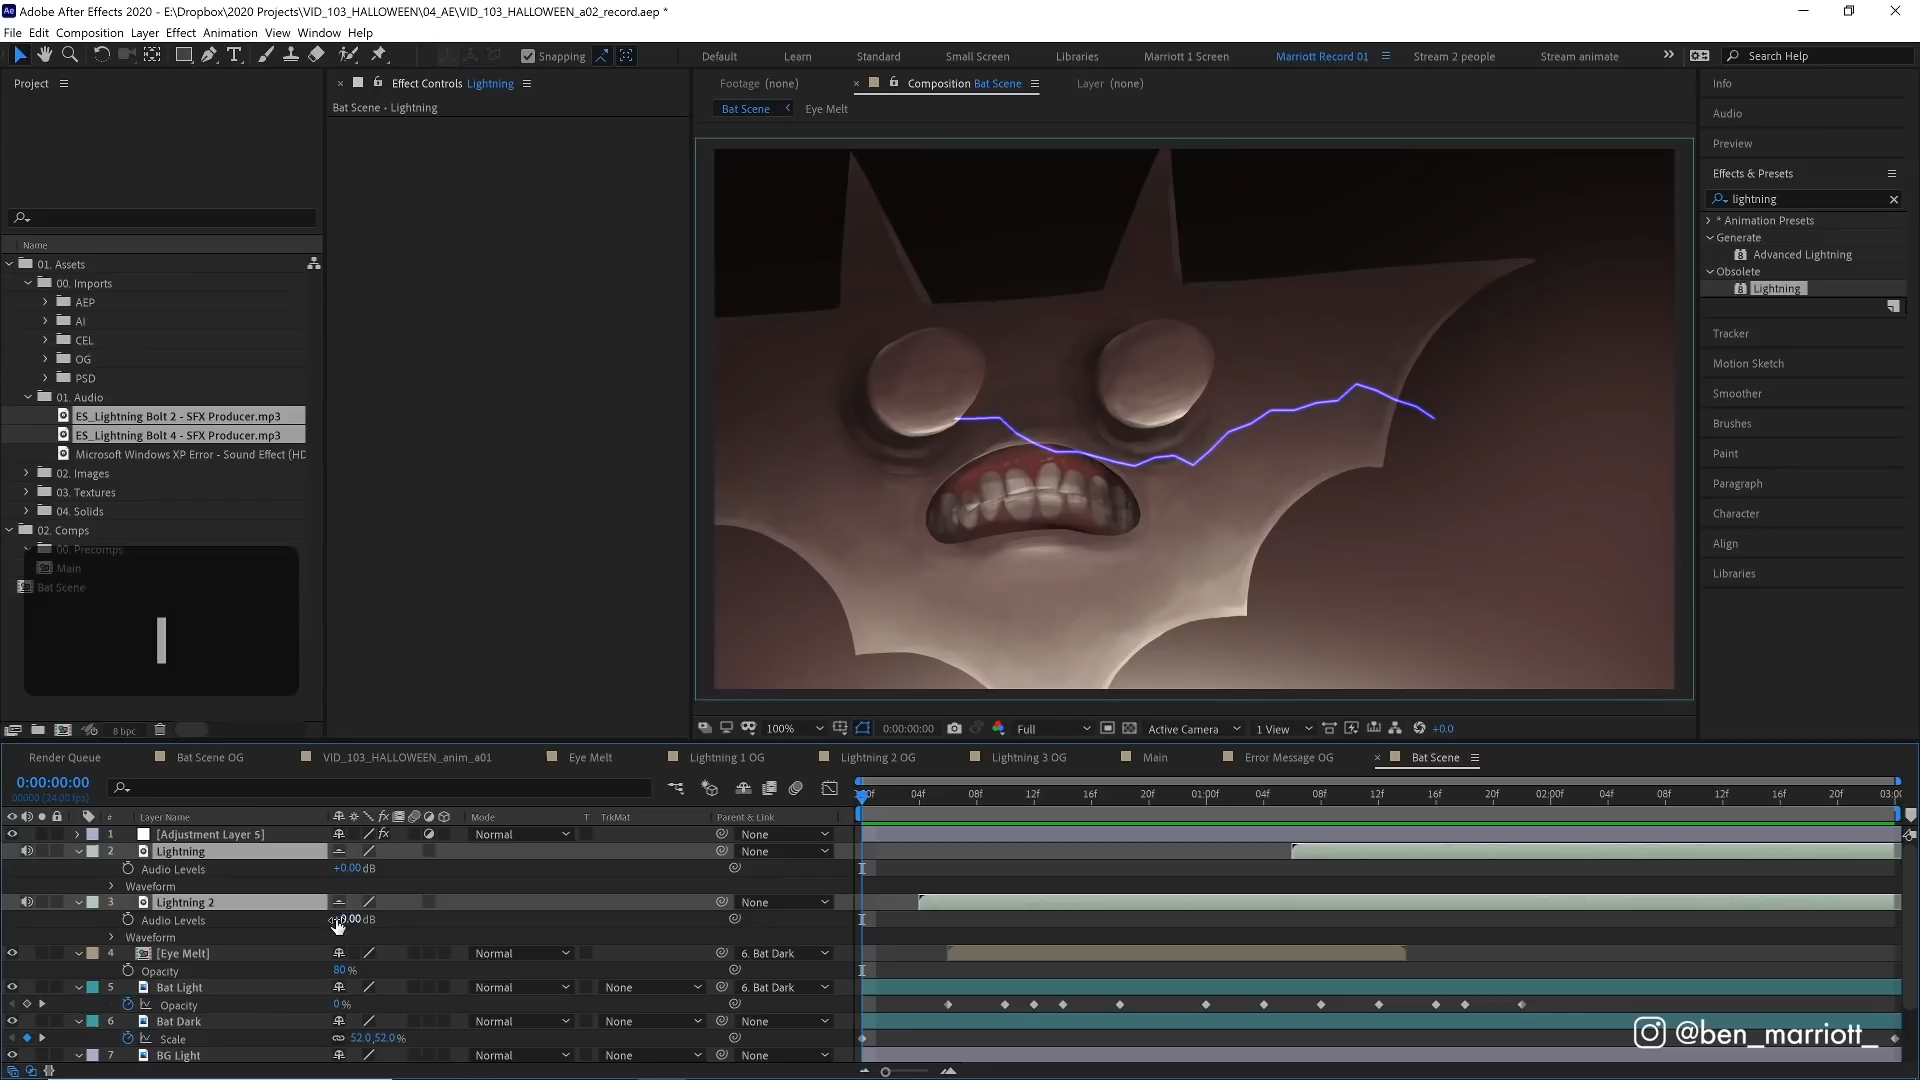 Adobe After Effects 2020 - E:\Dropbox\2020 Projects\VID_103_HALLOWEEN\04_AE\VID_103_HALLOWEEN_a02_record.aep *
File Edit Composition Layer Effect Animation View Window Help
Snapping
Default Learn Standard Small Screen Libraries Marriott 1 Screen Marriott Record 01 Stream 2 people Stream animate
Search Help
Project
Effect Controls Lightning
Bat Scene • Lightning
Footage (none) Composition Bat Scene Layer (none)
Bat Scene Eye Melt
Info
Audio
Preview
Effects & Presets
lightning
* Animation Presets
Generate
Advanced Lightning
Obsolete
Lightning
Tracker
Motion Sketch
Smoother
Brushes
Paint
Paragraph
Character
Align
Libraries
Name
01. Assets
00. Imports
AEP
AI
CEL
OG
PSD
01. Audio
ES_Lightning Bolt 2 - SFX Producer.mp3
ES_Lightning Bolt 4 - SFX Producer.mp3
Microsoft Windows XP Error - Sound Effect (HD
02. Images
03. Textures
04. Solids
02. Comps
00. Precomps
Main
Bat Scene
8 bpc
100% 0:00:00:00 Full Active Camera 1 View +0.0
Render Queue Bat Scene OG VID_103_HALLOWEEN_anim_a01 Eye Melt Lightning 1 OG Lightning 2 OG Lightning 3 OG Main Error Message OG Bat Scene
0:00:00:00
00000 (24.00 fps)
04f 08f 12f 16f 20f 01:00f 04f 08f 12f 16f 20f 02:00f 04f 08f 12f 16f 20f
# Layer Name Mode T TrkMat Parent & Link
1 [Adjustment Layer 5] Normal None
2 Lightning None
Audio Levels +0.00 dB
Waveform
3 Lightning 2 None
Audio Levels +0.00 dB
Waveform
4 [Eye Melt] Normal 6. Bat Dark
Opacity 80 %
5 Bat Light Normal None 6. Bat Dark
Opacity 0 %
6 Bat Dark Normal None None
Scale 52.0,52.0 %
7 BG Light Normal None None
@ben_marriott_